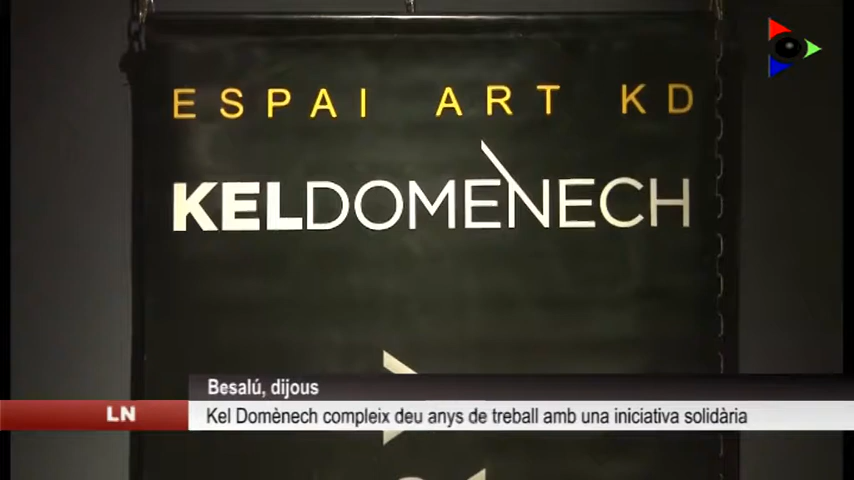 ESPAI ART KD
KELDOMÈNECH
Besalú, dijous
LN
Kel Domènech compleix deu anys de treball amb una iniciativa solidària